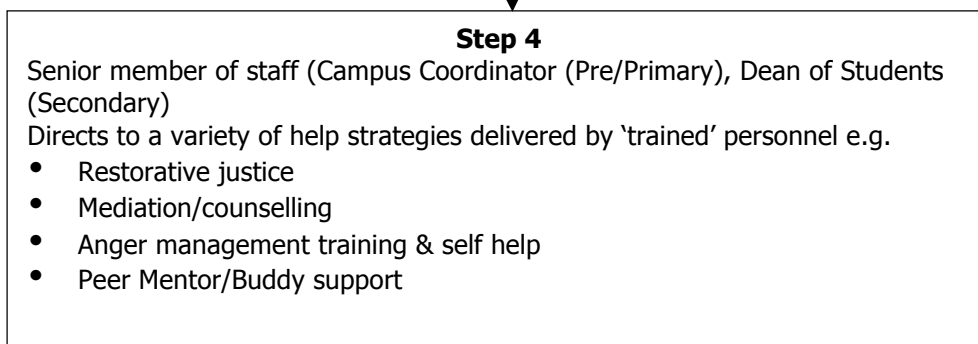 Step 4
Senior member of staff (Campus Coordinator (Pre/Primary), Dean of Students
(Secondary)
Directs to a variety of help strategies delivered by ‘trained’ personnel e.g.
• Restorative justice
• Mediation/counselling
• Anger management training & self help
• Peer Mentor/Buddy support